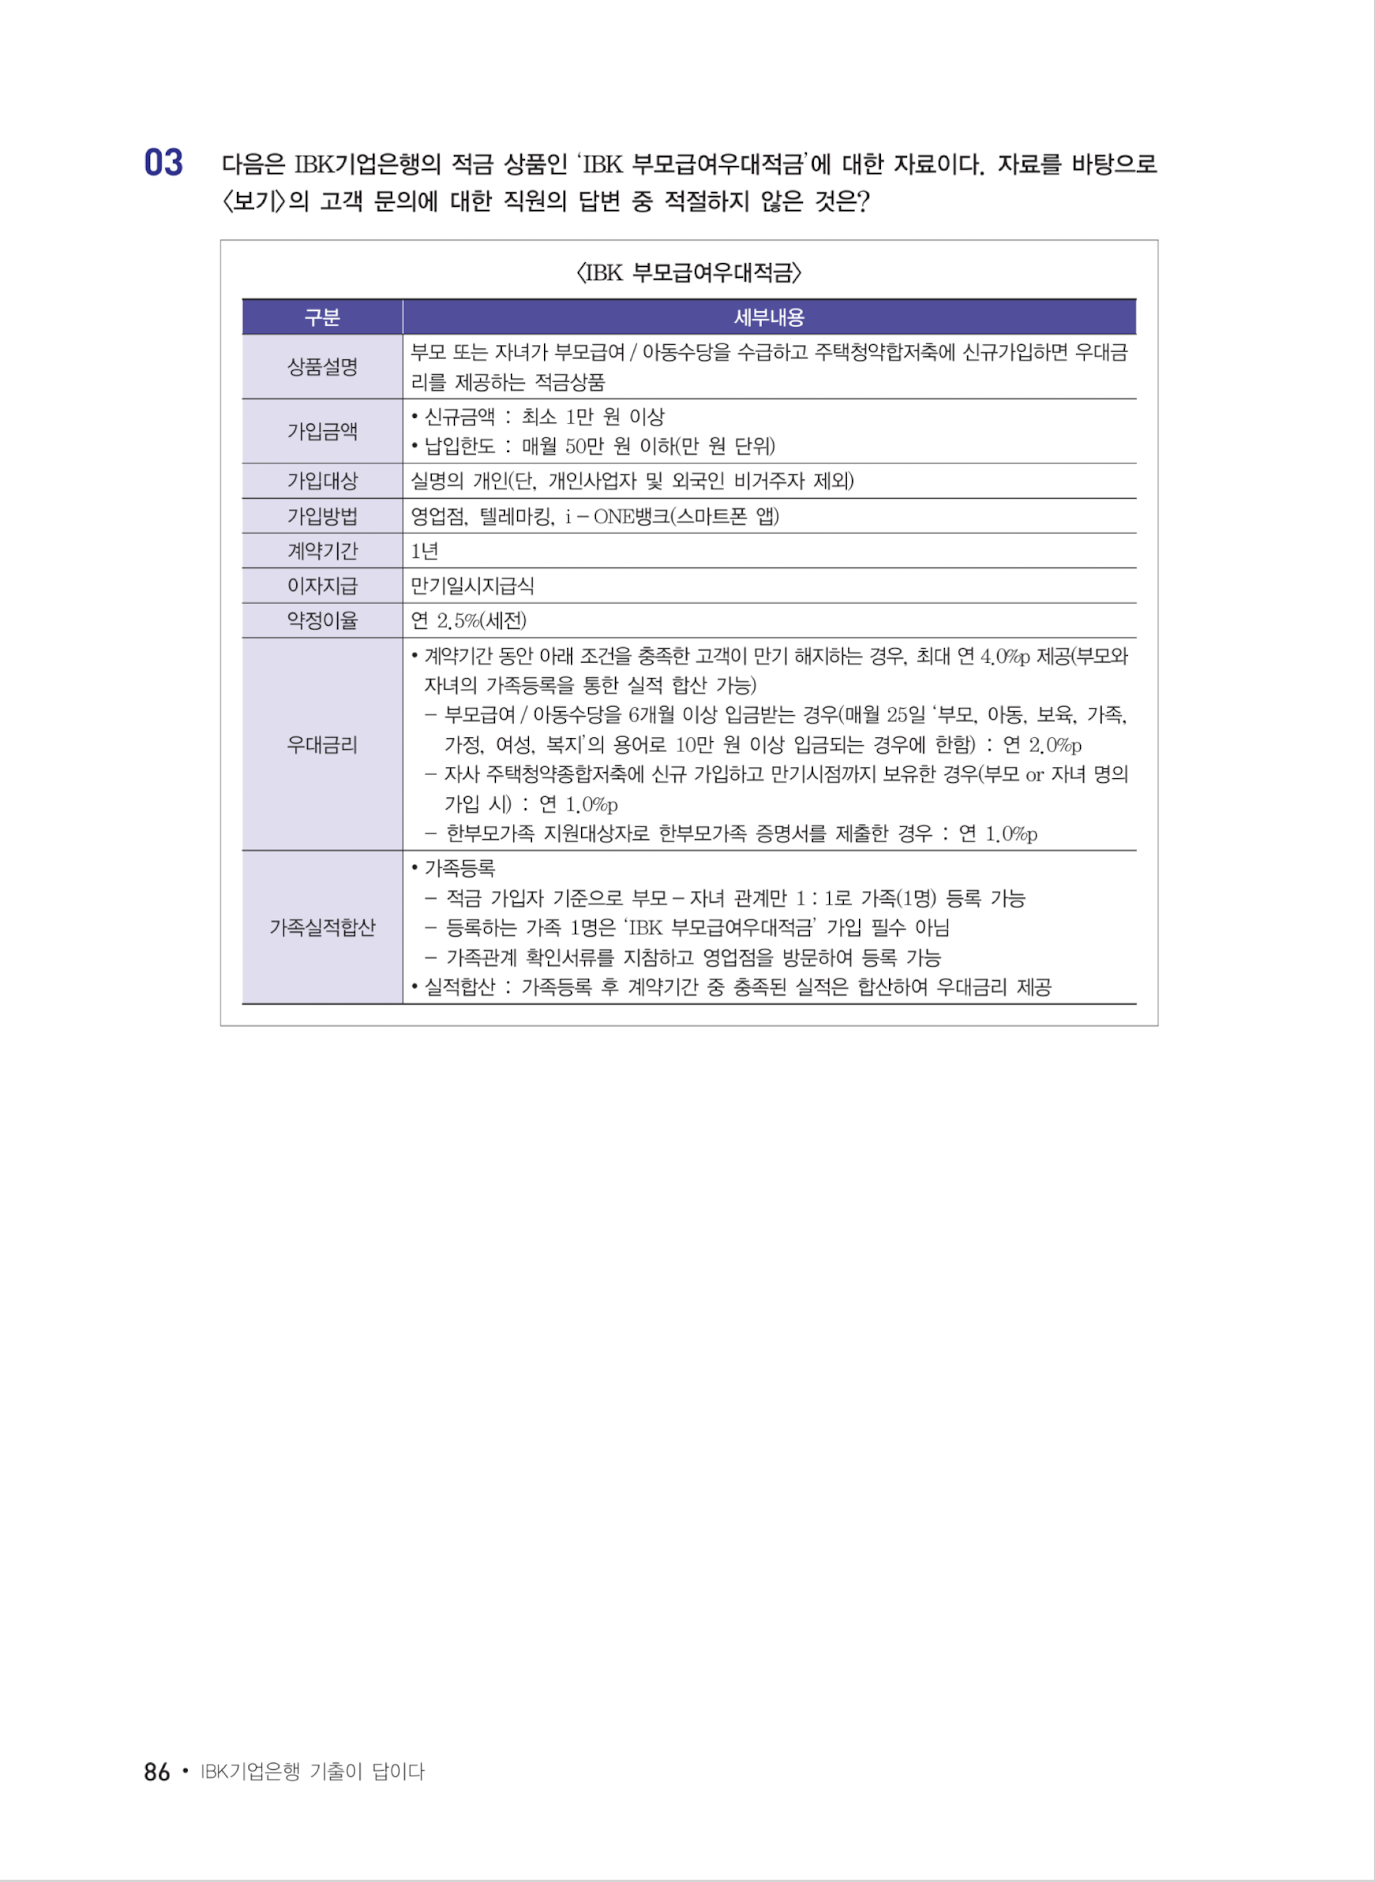 03 다음은 IBK기업은행의 적금 상품인 ‘IBK 부모급여우대적금’에 대한 자료이다. 자료를 바탕으로
〈보기〉의 고객 문의에 대한 직원의 답변 중 적절하지 않은 것은?
〈IBK 부모급여우대적금〉
구분 세부내용
상품설명 부모 또는 자녀가 부모급여 / 아동수당을 수급하고 주택청약합저축에 신규가입하면 우대금
리를 제공하는 적금상품
가입금액 • 신규금액 : 최소 1만 원 이상
• 납입한도 : 매월 50만 원 이하(만 원 단위)
가입대상 실명의 개인(단, 개인사업자 및 외국인 비거주자 제외)
가입방법 영업점, 텔레마킹, i－ONE뱅크(스마트폰 앱)
계약기간 1년
이자지급 만기일시지급식
약정이율 연 2.5%(세전)
우대금리 • 계약기간 동안 아래 조건을 충족한 고객이 만기 해지하는 경우, 최대 연 4.0%p 제공(부모와
자녀의 가족등록을 통한 실적 합산 가능)
－ 부모급여 / 아동수당을 6개월 이상 입금받는 경우(매월 25일 ‘부모, 아동, 보육, 가족,
가정, 여성, 복지’의 용어로 10만 원 이상 입금되는 경우에 한함) : 연 2.0%p
－ 자사 주택청약종합저축에 신규 가입하고 만기시점까지 보유한 경우(부모 or 자녀 명의
가입 시) : 연 1.0%p
－ 한부모가족 지원대상자로 한부모가족 증명서를 제출한 경우 : 연 1.0%p
가족실적합산 • 가족등록
－ 적금 가입자 기준으로 부모－자녀 관계만 1 : 1로 가족(1명) 등록 가능
－ 등록하는 가족 1명은 ‘IBK 부모급여우대적금’ 가입 필수 아님
－ 가족관계 확인서류를 지참하고 영업점을 방문하여 등록 가능
• 실적합산 : 가족등록 후 계약기간 중 충족된 실적은 합산하여 우대금리 제공
86 • IBK기업은행 기출이 답이다